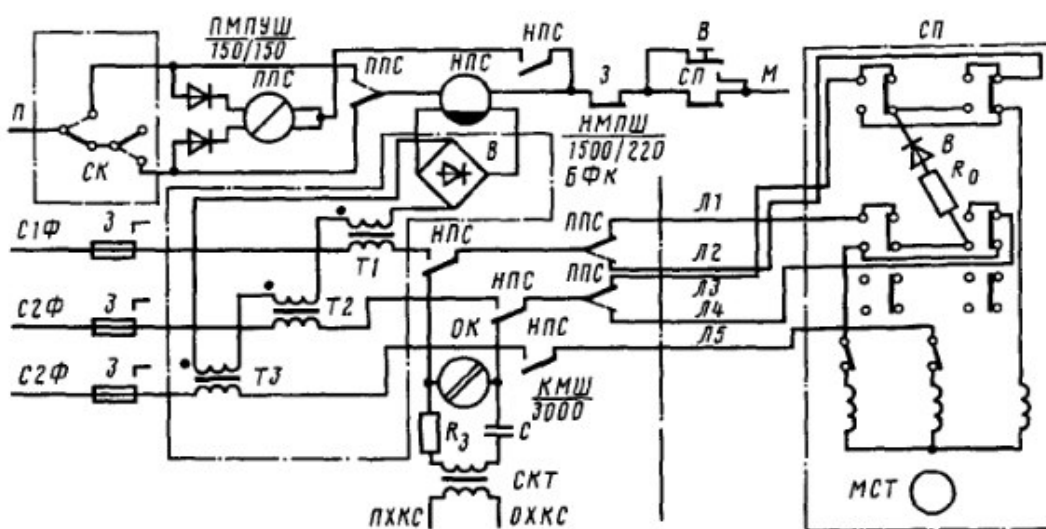 ПМПУШ
150/150
ППС
ППС
НПС
НПС
З
В
СП
М
СП
П
СК
НМПШ
1500/220
БФК
В
В
R0
С1Ф
З
Т1
НПС
ППС
Л1
Л2
С2Ф
З
Т2
НПС
ППС
Л3
Л4
ОК
НПС
Л5
С2Ф
З
Т3
КМШ
3000
R3
С
СКТ
ПХКС
ОХКС
МСТ